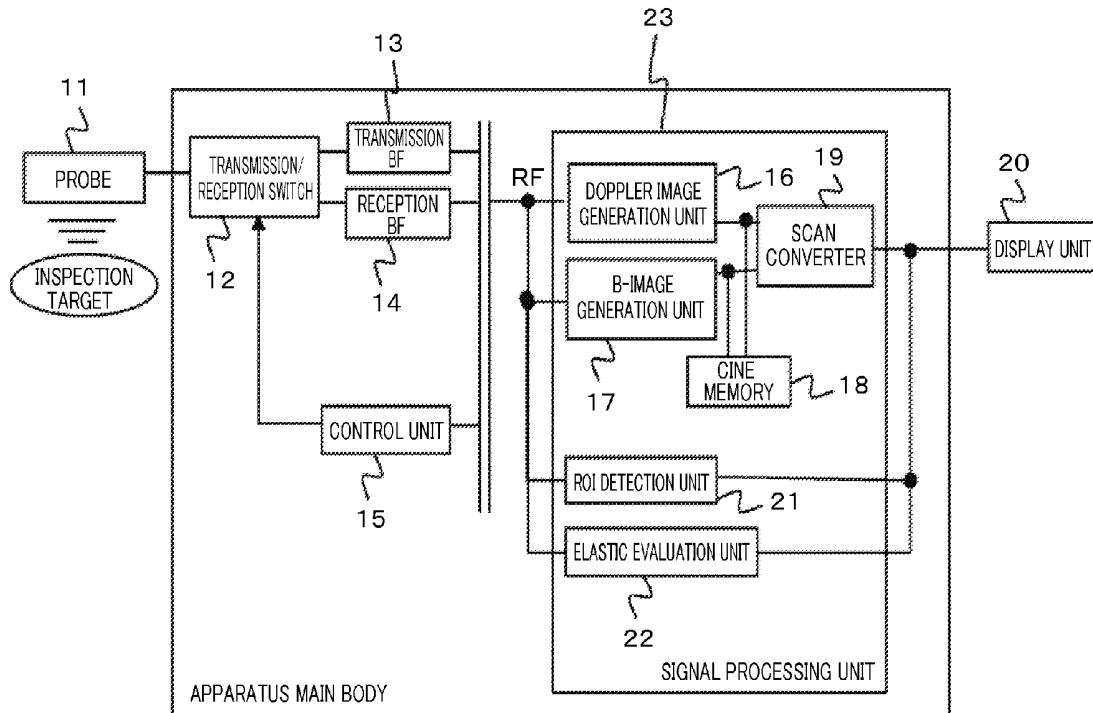 23
13
11
TRANSMISSION
BF
PROBE
TRANSMISSION/
RECEPTION SWITCH
RECEPTION
BF
12
14
INSPECTION
TARGET
RF
DOPPLER IMAGE
GENERATION UNIT
16
19
SCAN
CONVERTER
20
DISPLAY UNIT
B-IMAGE
GENERATION UNIT
17
CINE
MEMORY
18
CONTROL UNIT
15
ROI DETECTION UNIT
21
ELASTIC EVALUATION UNIT
22
SIGNAL PROCESSING UNIT
APPARATUS MAIN BODY